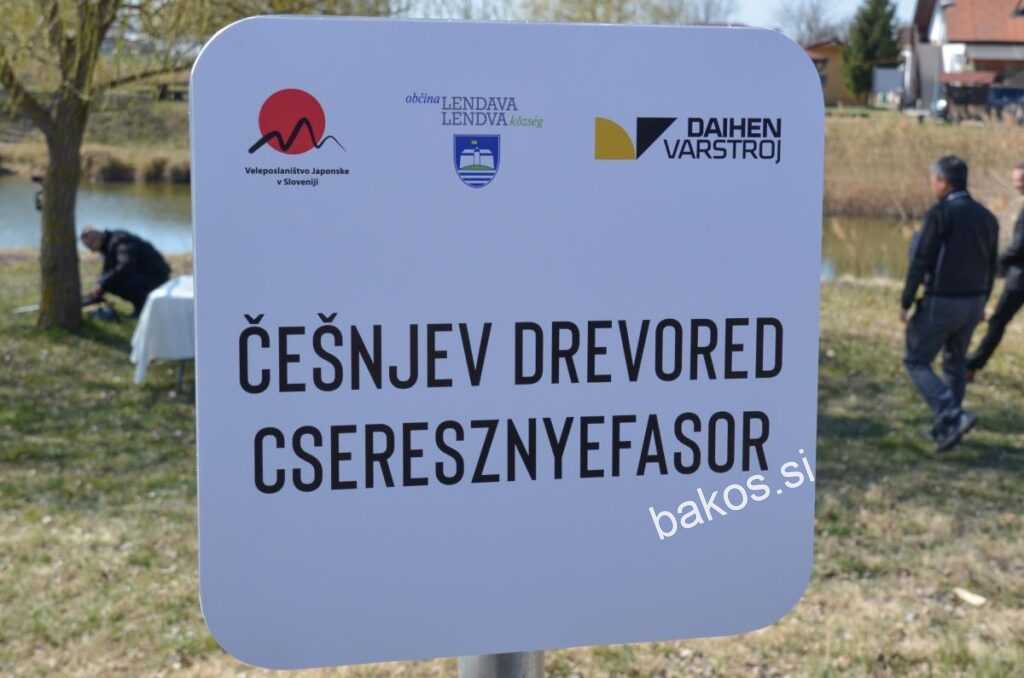 Veleposlaništvo Japonske
v Sloveniji
občina LENDAVA
LENDVA község
DAIHEN
VARSTROJ
ČEŠNJEV DREVORED
CSERESZNYEFASOR
bakos.si